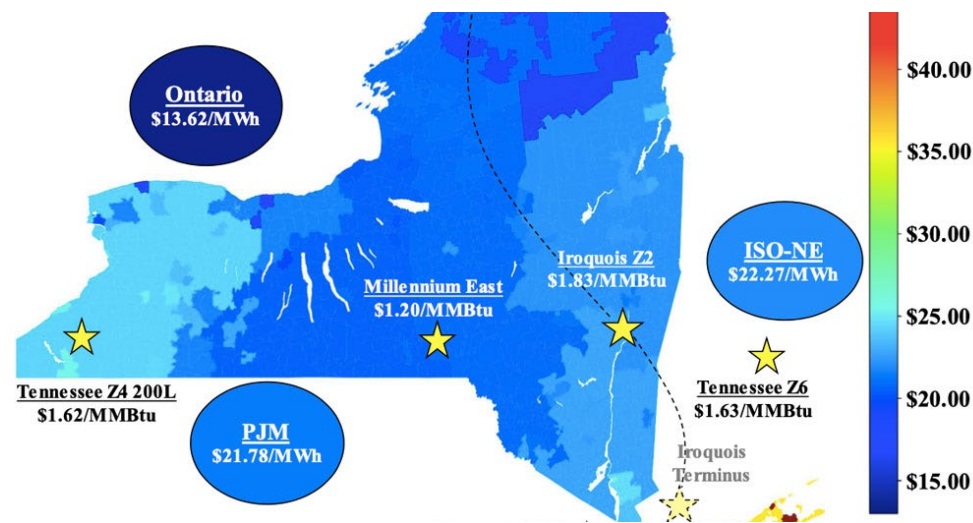 Ontario
$13.62/MWh
Iroquois Z2
$1.83/MMBtu
ISO-NE
$22.27/MWh
Millennium East
$1.20/MMBtu
Tennessee Z4 200L
$1.62/MMBtu
Tennessee Z6
$1.63/MMBtu
PJM
$21.78/MWh
Iroquois
Terminus
$40.00
$35.00
$30.00
$25.00
$20.00
$15.00